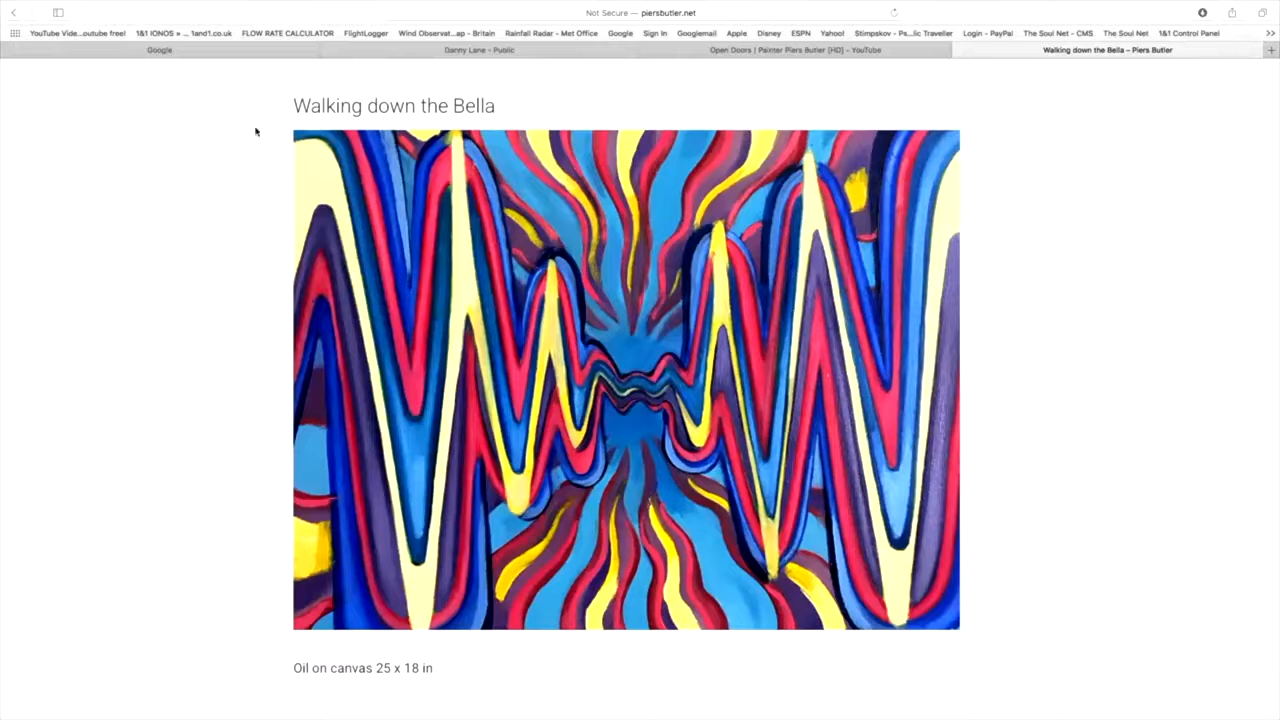 Not Secure — piersbutler.net
YouTube Vide...outube free! 1&1 IONOS » ... 1and1.co.uk FLOW RATE CALCULATOR FlightLogger Wind Observat...ap - Britain Rainfall Radar - Met Office Google Sign In Googlemail Apple Disney ESPN Yahoo! Stimpskov - Ps...lic Traveller Login - PayPal The Soul Net - CMS The Soul Net 1&1 Control Panel >>
Google Danny Lane - Public Open Doors | Painter Piers Butler [HD] - YouTube Walking down the Bella – Piers Butler +
Walking down the Bella
Oil on canvas 25 x 18 in